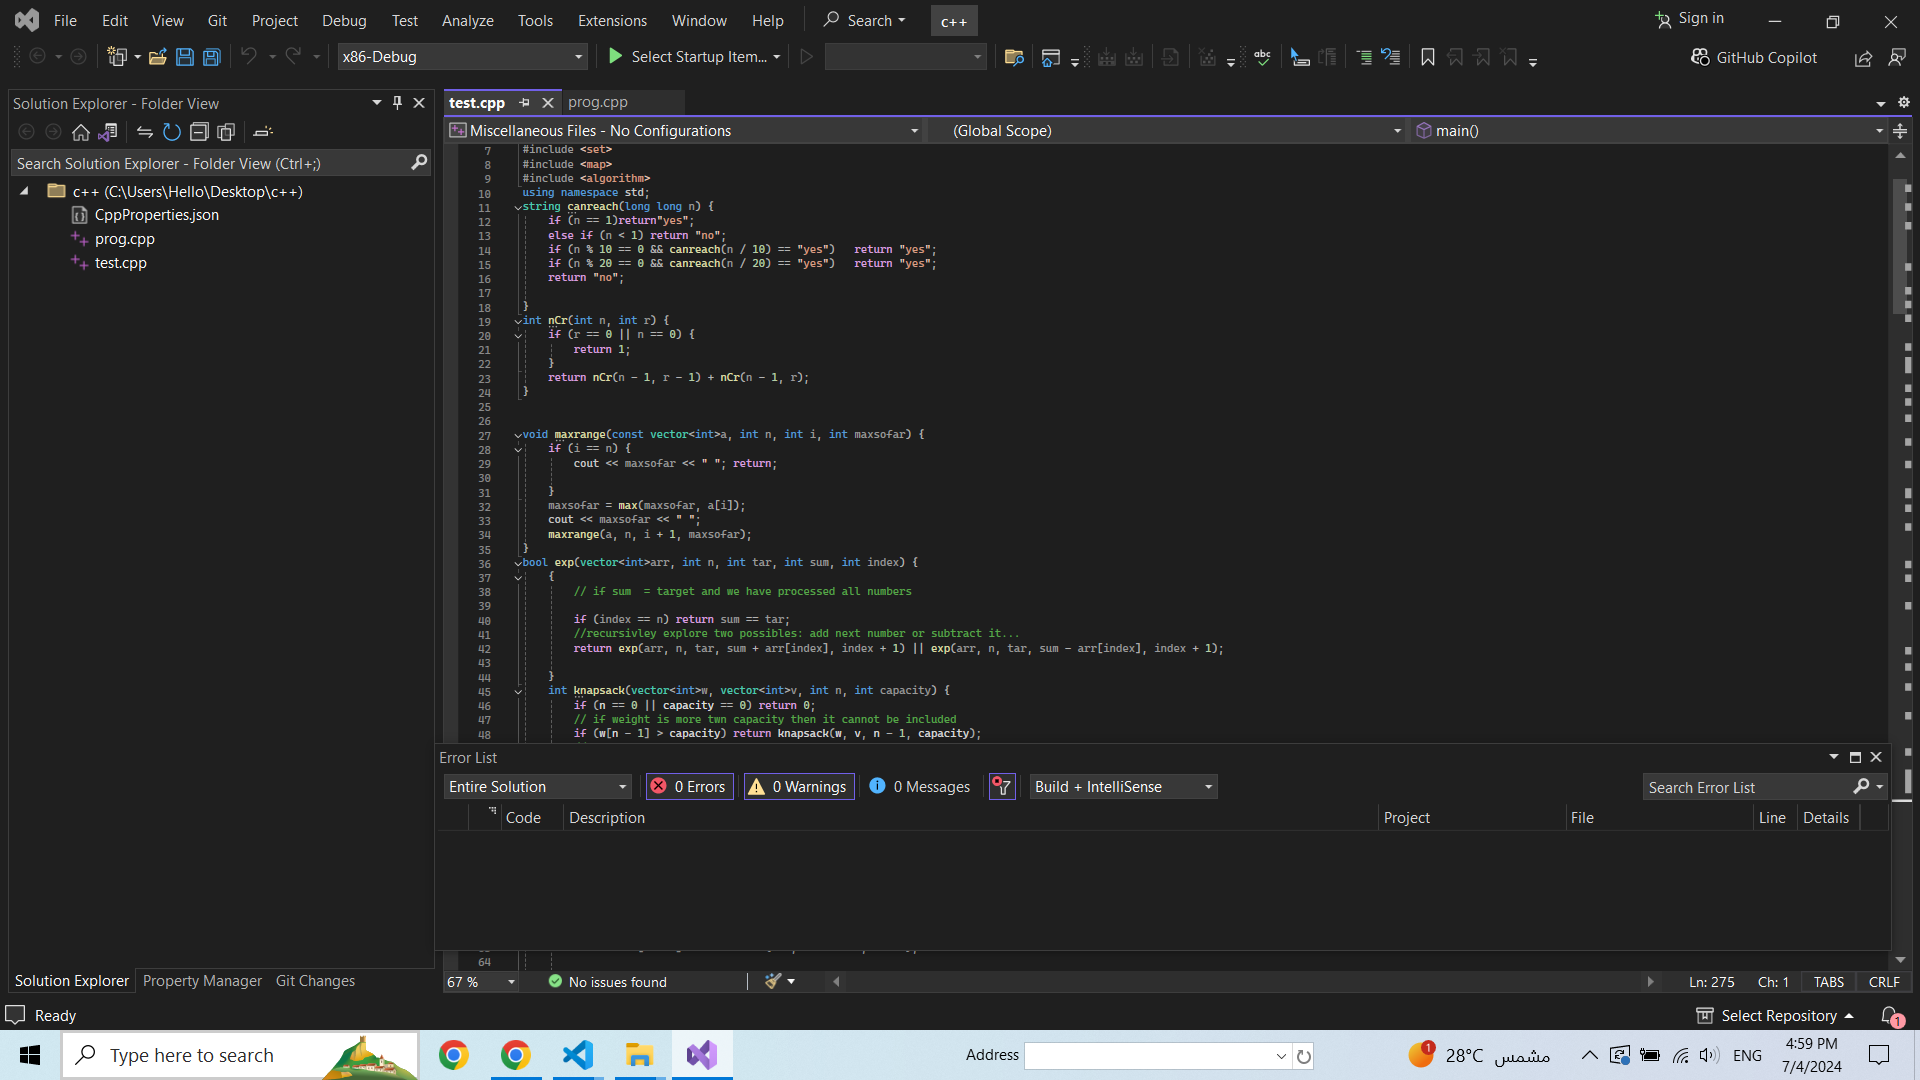 File Edit View Git Project Debug Test Analyze Tools Extensions Window Help Search c++ Sign in
x86-Debug Select Startup Item... GitHub Copilot
Solution Explorer - Folder View
Search Solution Explorer - Folder View (Ctrl+;)
c++ (C:\Users\Hello\Desktop\c++)
CppProperties.json
prog.cpp
test.cpp
test.cpp prog.cpp
Miscellaneous Files - No Configurations (Global Scope) main()
7 #include <set>
8 #include <map>
9 #include <algorithm>
10 using namespace std;
11 string canreach(long long n) {
12 if (n == 1)return"yes";
13 else if (n < 1) return "no";
14 if (n % 10 == 0 && canreach(n / 10) == "yes") return "yes";
15 if (n % 20 == 0 && canreach(n / 20) == "yes") return "yes";
16 return "no";
17
18 }
19 int nCr(int n, int r) {
20 if (r == 0 || n == 0) {
21 return 1;
22 }
23 return nCr(n - 1, r - 1) + nCr(n - 1, r);
24 }
25
26
27 void maxrange(const vector<int>a, int n, int i, int maxsofar) {
28 if (i == n) {
29 cout << maxsofar << " "; return;
30
31 }
32 maxsofar = max(maxsofar, a[i]);
33 cout << maxsofar << " ";
34 maxrange(a, n, i + 1, maxsofar);
35 }
36 bool exp(vector<int>arr, int n, int tar, int sum, int index) {
37 {
38 // if sum  = target and we have processed all numbers
39
40 if (index == n) return sum == tar;
41 //recursivley explore two possibles: add next number or subtract it...
42 return exp(arr, n, tar, sum + arr[index], index + 1) || exp(arr, n, tar, sum - arr[index], index + 1);
43
44 }
45 int knapsack(vector<int>w, vector<int>v, int n, int capacity) {
46 if (n == 0 || capacity == 0) return 0;
47 // if weight is more twn capacity then it cannot be included
48 if (w[n - 1] > capacity) return knapsack(w, v, n - 1, capacity);
Error List
Entire Solution 0 Errors 0 Warnings 0 Messages Build + IntelliSense Search Error List
Code Description Project File Line Details
64
Solution Explorer Property Manager Git Changes
67 % No issues found Ln: 275 Ch: 1 TABS CRLF
Ready Select Repository 1
Type here to search Address 1 28°C مشمس ENG 4:59 PM
7/4/2024